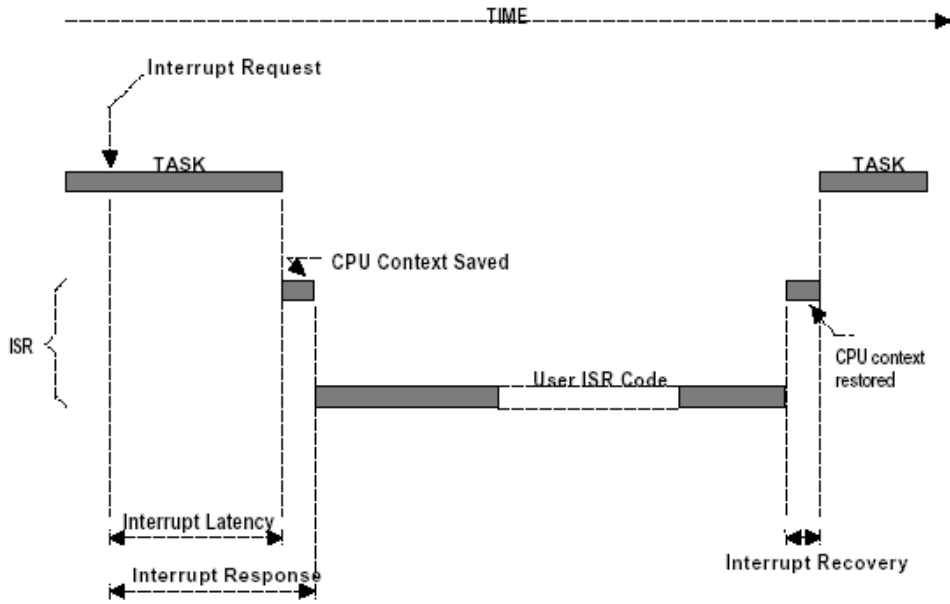 TIME
Interrupt Request
TASK
TASK
CPU Context Saved
ISR
CPU context
restored
User ISR Code
Interrupt Latency
Interrupt Recovery
Interrupt Response